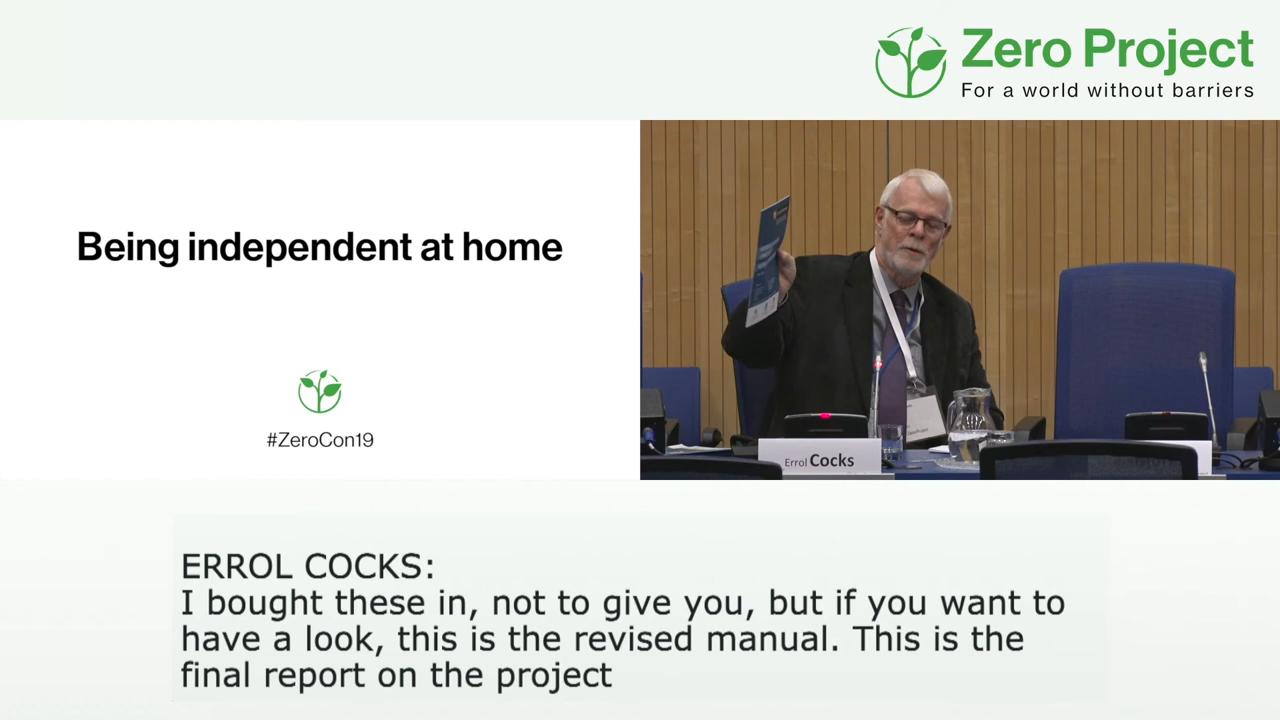 Zero Project
For a world without barriers
Being independent at home
#ZeroCon19
Errol Cocks
ERROL COCKS:
I bought these in, not to give you, but if you want to
have a look, this is the revised manual. This is the
final report on the project